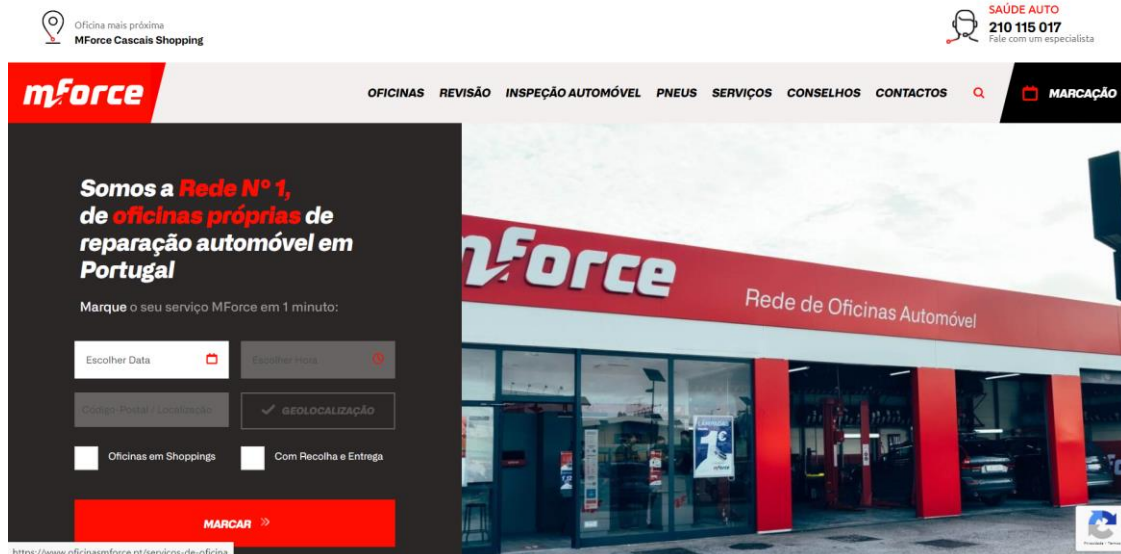 Oficina mais próxima
MForce Cascais Shopping
SAÚDE AUTO
210 115 017
Fale com um especialista
mforce
OFICINAS REVISÃO INSPEÇÃO AUTOMÓVEL PNEUS SERVIÇOS CONSELHOS CONTACTOS
MARCAÇÃO
Somos a Rede Nº 1,
de oficinas próprias de
reparação automóvel em
Portugal
Marque o seu serviço MForce em 1 minuto:
Escolher Data
Escolher Hora
Código-Postal / Localização
GEOLOCALIZAÇÃO
Oficinas em Shoppings
Com Recolha e Entrega
MARCAR
mforce
Rede de Oficinas Automóvel
1€
https://www.oficinasmforce.pt/servicos-de-oficina